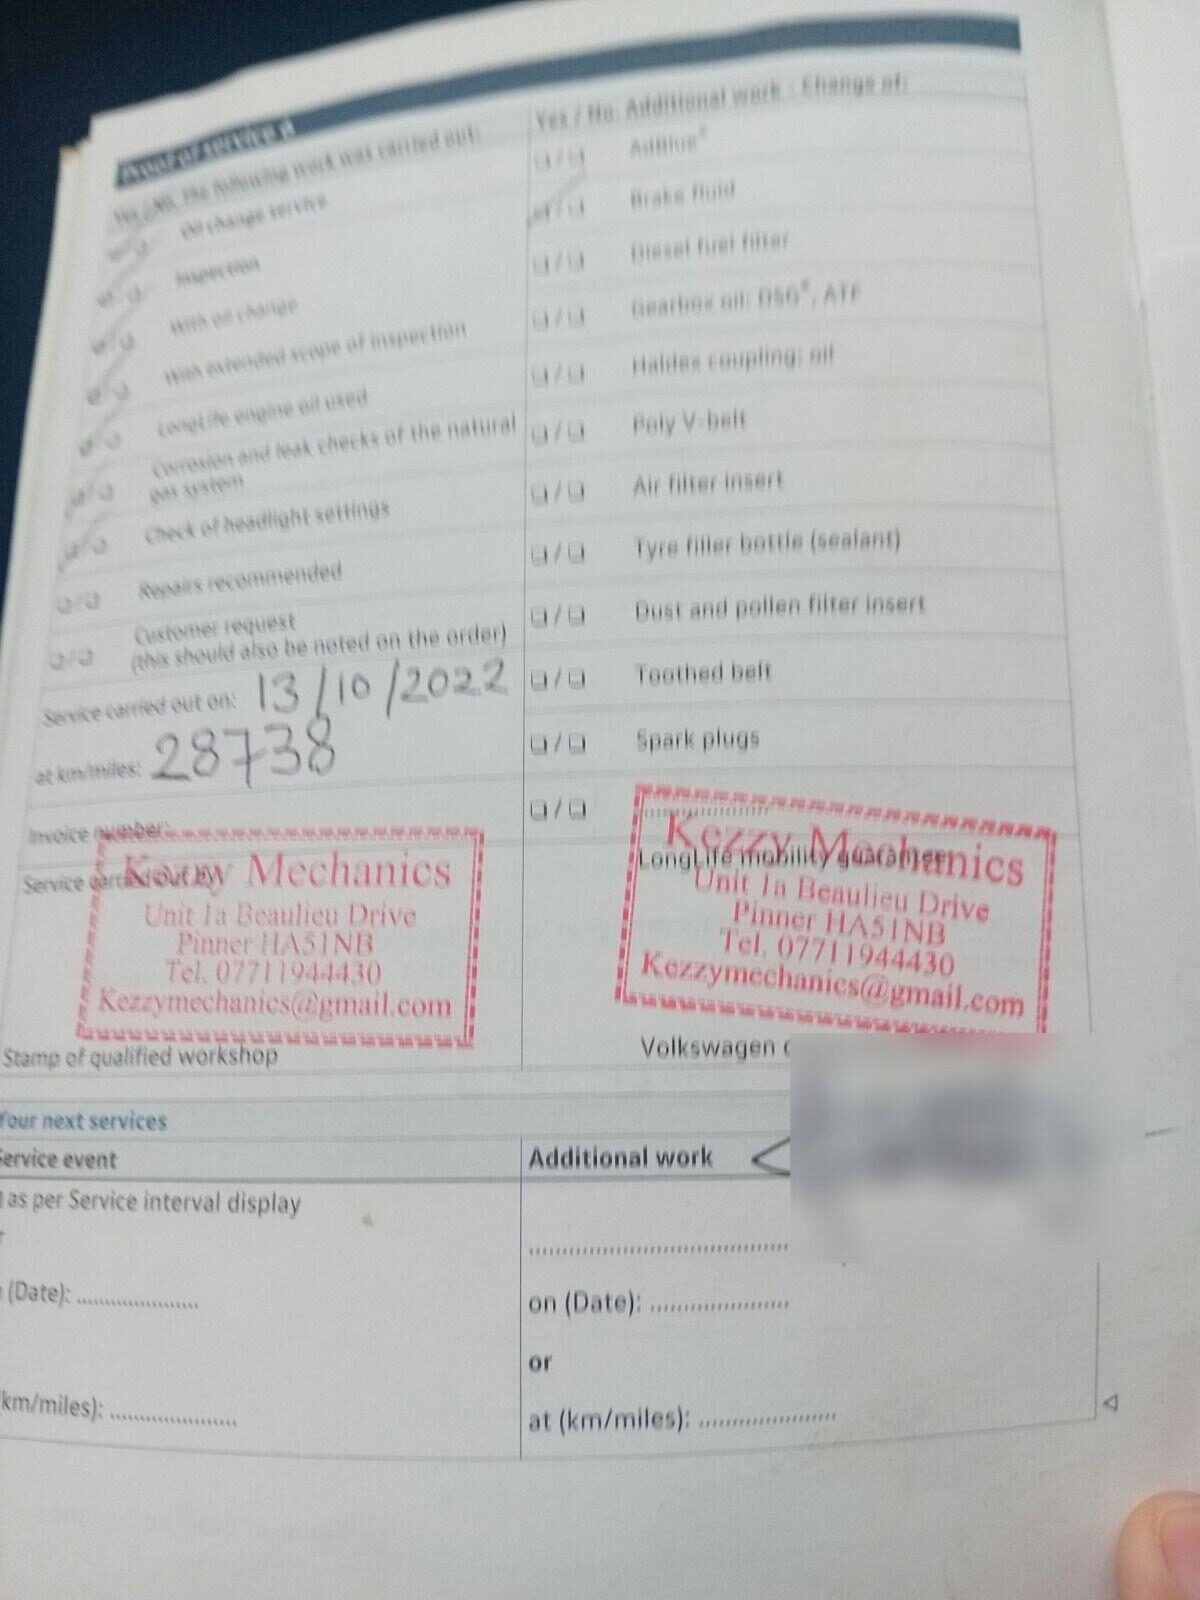 Proof of service
Yes / No, the following work was carried out:
Oil change service
Inspection
With oil change
With extended scope of inspection
LongLife engine oil used
Corrosion and leak checks of the natural
gas system
Check of headlight settings
Repairs recommended
Customer request
(this should also be noted on the order)
Service carried out on: 13/10/2022
at km/miles: 28738
Invoice number:
Service carried out by
Kezzy Mechanics
Unit 1a Beaulieu Drive
Pinner HA51NB
Tel. 07711944430
Kezzymechanics@gmail.com
Stamp of qualified workshop
Yes / No, Additional work - Change of:
AdBlue®
Brake fluid
Diesel fuel filter
Gearbox oil: DSG®, ATF
Haldex coupling: oil
Poly V-belt
Air filter insert
Tyre filler bottle (sealant)
Dust and pollen filter insert
Toothed belt
Spark plugs
LongLife mobility guarantee
Kezzy Mechanics
Unit 1a Beaulieu Drive
Pinner HA51NB
Tel. 07711944430
Kezzymechanics@gmail.com
Volkswagen
Your next services
Service event
as per Service interval display
(Date): ....................
km/miles): ....................
Additional work
on (Date): ....................
or
at (km/miles): ....................